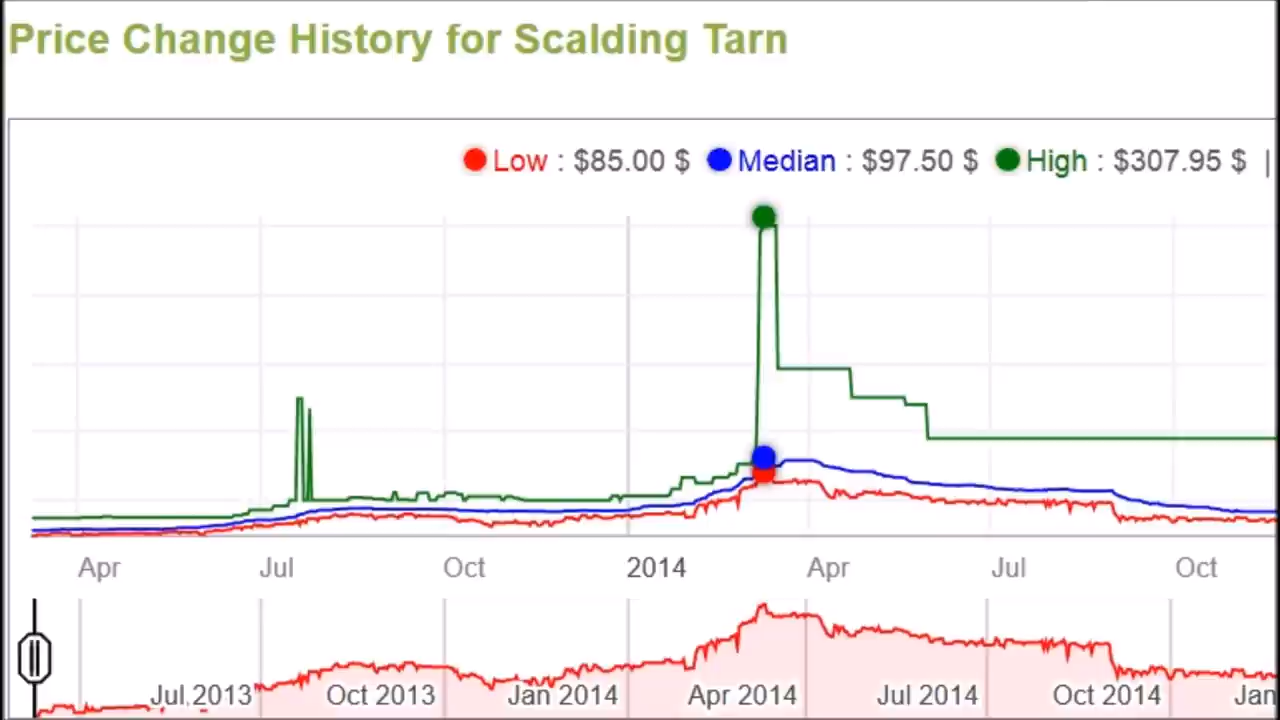 Price Change History for Scalding Tarn
Low : $85.00 $ Median : $97.50 $ High : $307.95 $ |
Apr Jul Oct 2014 Apr Jul Oct
Jul 2013 Oct 2013 Jan 2014 Apr 2014 Jul 2014 Oct 2014 Jan